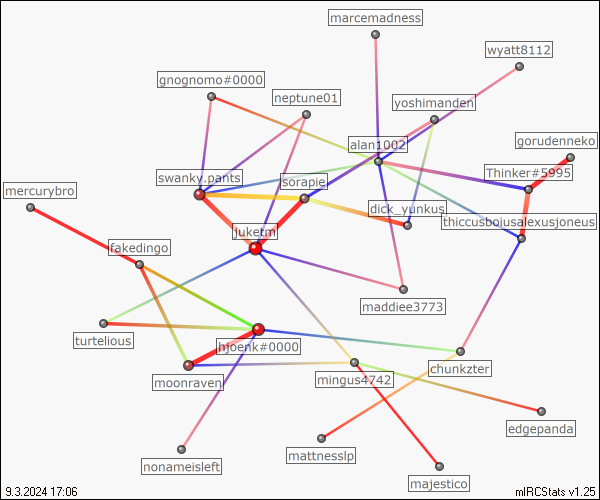 marcemadness
wyatt8112
gnognomo#0000
neptune01
yoshimanden
alan1002
gorudenneko
Thinker#5995
swanky.pants
sorapie
mercurybro
dick_yunkus
thiccusbojusalexusjoneus
juketm
fakedingo
maddiee3773
turtelious
hjoenk#0000
chunkzter
moonraven
mingus4742
edgepanda
mattnesslp
nonameisleft
majestico
9.3.2024 17:06
mIRCStats v1.25